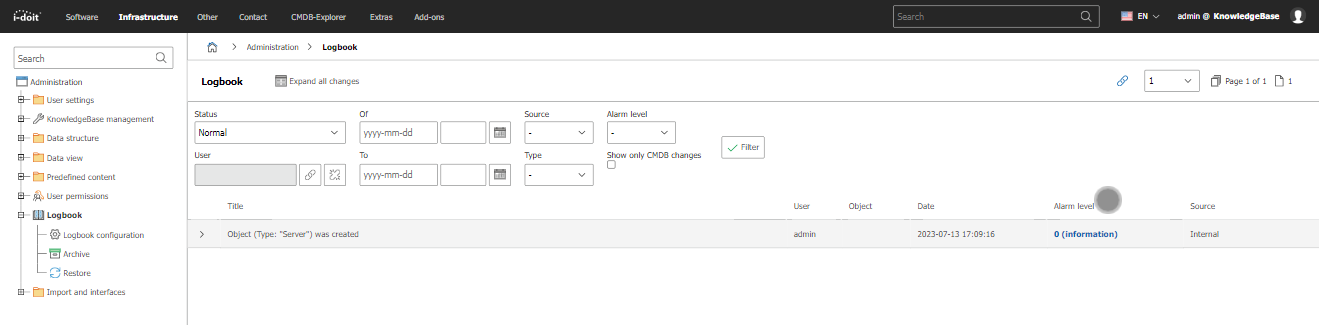 i-doit Software Infrastructure Other Contact CMDB-Explorer Extras Add-ons Search EN admin @ KnowledgeBase
Search
Administration
User settings
KnowledgeBase management
Data structure
Data view
Predefined content
User permissions
Logbook
Logbook configuration
Archive
Restore
Import and interfaces
Administration Logbook
Logbook Expand all changes 1 Page 1 of 1 1
Status Of Source Alarm level
Normal yyyy-mm-dd - - Filter
User To Type Show only CMDB changes
yyyy-mm-dd -
Title User Object Date Alarm level Source
Object (Type: "Server") was created admin 2023-07-13 17:09:16 0 (information) Internal